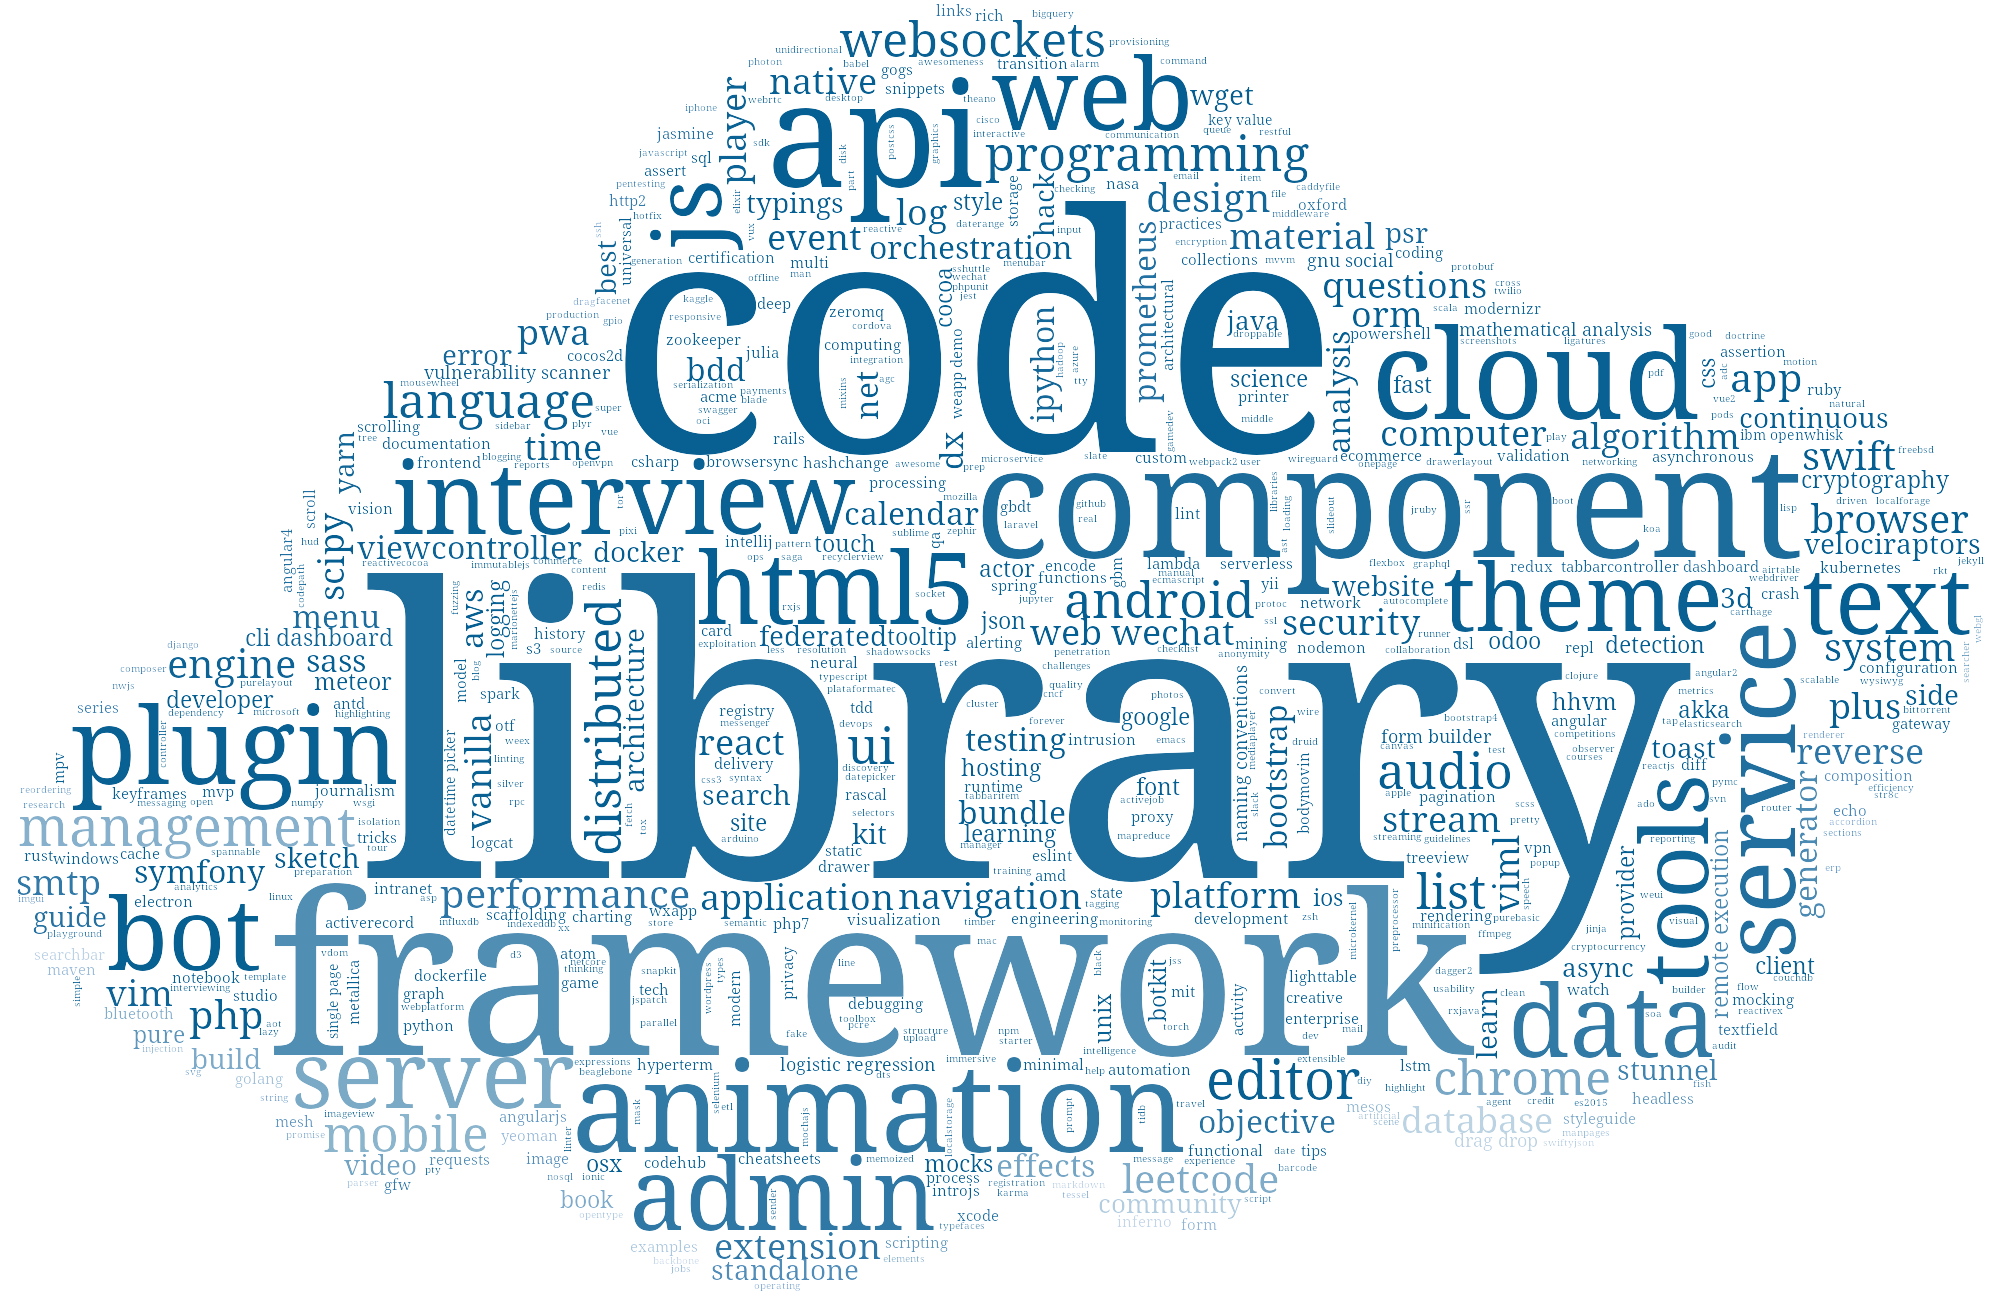 links
rich
bigquery
websockets
unidirectional
provisioning
photon
babel
awesomeness
transition
alarm
command
native
gogs
web
wget
snippets
webrtc
desktop
theano
iphone
player
api
key value
cisco
jasmine
interactive
communication
queue
restful
sdk
disk
postcss
graphics
programming
javascript
sql
assert
part
pentesting
js
elixir
typings
log
style
storage
hack
checking
nasa
email
item
design
file
caddyfile
http2
hotfix
oxford
middleware
ssh
universal
best
vux
event
reactive
daterange
input
practices
orchestration
prometheus
encryption
material
psr
generation
certification
multi
man
offline
cocoa
sshuttle
wechat
phpunit
jest
menubar
collections
mvvm
gnu social
coding
protobuf
code
drag
facenet
kaggle
deep
architectural
questions
cross
twilio
production
gpio
responsive
zeromq
cordova
ipython
java
droppable
orm
scala
modernizr
pwa
zookeeper
julia
computing
integration
weapp demo
hadoop
azure
tty
analysis
powershell
mathematical analysis
screenshots
ligatures
good
doctrine
error
cocos2d
cloud
assertion
motion
vulnerability scanner
bdd
net
agc
science
fast
pdf
css
adc
app
ruby
mousewheel
serialization
payments
mixins
printer
language
super
acme
blade
swagger
oci
middle
vue2
pods
natural
continuous
scrolling
sidebar
plyr
gamedev
computer
play
algorithm
ibm openwhisk
tree
documentation
vue
time
rails
dx
yarn
frontend
blogging
reports
openvpn
csharp
browsersync
hashchange
awesome
prep
microservice
slate
custom
webpack2
user
wireguard
ecommerce
onepage
drawerlayout
validation
networking
asynchronous
swift
freebsd
interview
processing
component
cryptography
vision
tor
mozilla
gbdt
github
real
lint
libraries
jruby
ssr
boot
lisp
driven
localforage
scroll
scipy
pixi
calendar
laravel
zephir
slideout
loading
ast
koa
browser
angular4
hud
viewcontroller
docker
intellij
pattern
touch
sublime
qa
velociraptors
reactivecocoa
immutablejs
commerce
content
ops
saga
recyclerview
actor
encode
functions
gbm
lambda
manual
serverless
flexbox
graphql
redux
tabbarcontroller
dashboard
airtable
kubernetes
rkt
jekyll
codepath
fuzzing
redis
html5
socket
spring
jupyter
ecmascript
yii
website
theme
webdriver
crash
text
menu
aws
logging
marionettejs
library
rxjs
android
protoc
network
autocomplete
3d
carthage
webgl
cli dashboard
history
source
s3
card
exploitation
federated
tooltip
json
alerting
web wechat
ssl
mining
security
runner
dsl
odoo
repl
detection
system
django
distributed
architecture
less
resolution
shadowsocks
penetration
checklist
anonymity
nodemon
collaboration
engine
sass
composer
purelayout
meteor
model
blog
spark
neural
rest
challenges
typescript
quality
plataformatec
cncf
naming conventions
convert
clojure
angular2
service
configuration
wysiwyg
searcher
nwjs
developer
antd
highlighting
registry
messenger
tdd
devops
cluster
forever
photos
google
emacs
mediaplayer
wire
bootstrap
druid
bootstrap4
hhvm
angular
competitions
metrics
akka
tap
elasticsearch
scalable
side
bittorrent
plus
gateway
series
plugin
dependency
microsoft
controller
vanilla
otf
weex
linting
react
delivery
ui
discovery
datepicker
testing
intrusion
form builder
canvas
test
observer
courses
toast
reactjs
diff
renderer
reverse
mpv
reordering
research
keyframes
mvp
journalism
messaging
open
numpy
wsgi
datetime picker
silver
rpc
css3
syntax
search
rascal
selectors
hosting
runtime
tabbaritem
font
activejob
slack
bodymovin
audio
apple
pagination
scss
ado
svn
pymc
composition
efficiency
str8c
router
management
isolation
tricks
tour
fetch
tox
site
arduino
kit
bundle
learning
manager
proxy
mapreduce
stream
streaming
guidelines
pretty
tools
generator
echo
accordion
sections
rust
windows
cache
spannable
sketch
preparation
logcat
static
drawer
training
eslint
amd
treeview
viml
vpn
popup
reporting
erp
smtp
symfony
analytics
linux
intranet
asp
performance
application
navigation
state
tagging
platform
ios
list
speech
provider
weui
remote execution
imgui
guide
electron
playground
bot
activerecord
influxdb
scaffolding
indexeddb
xx
charting
wxapp
store
semantic
php7
visualization
timber
engineering
monitoring
development
zsh
microkernel
preprocessor
rendering
minification
purebasic
ffmpeg
jinja
visual
framework
searchbar
maven
vdom
d3
netcore
atom
thinking
game
mac
line
black
jss
cryptocurrency
client
couchdb
simple
notebook
template
interviewing
single page
metallica
dockerfile
graph
webplatform
snapkit
tech
jspatch
wordpress
types
modern
privacy
debugging
toolbox
pcre
botkit
mit
lighttable
creative
dagger2
usability
async
watch
builder
flow
mocking
reactivex
vim
studio
bluetooth
php
aot
lazy
python
parallel
fake
structure
upload
npm
starter
unix
torch
activity
enterprise
mail
dev
rxjava
clean
learn
data
soa
textfield
audit
pure
injection
build
server
expressions
beaglebone
hyperterm
logistic regression
dts
immersive
minimal
intelligence
help
automation
extensible
lstm
chrome
stunnel
fish
svg
golang
string
selenium
animation
editor
diy
highlight
agent
credit
es2015
headless
imageview
mesh
promise
angularjs
mask
etl
mochajs
localstorage
prompt
tidb
travel
mesos
artificial
scene
database
styleguide
manpages
mobile
yeoman
linter
objective
drag drop
swiftyjson
video
requests
pty
image
osx
codehub
cheatsheets
memoized
mocks
effects
message
functional
experience
date
tips
barcode
parser
gfw
nosql
ionic
admin
process
introjs
registration
karma
markdown
tessel
leetcode
script
book
opentype
sender
xcode
typefaces
community
inferno
form
examples
backbone
jobs
extension
scripting
elements
standalone
operating